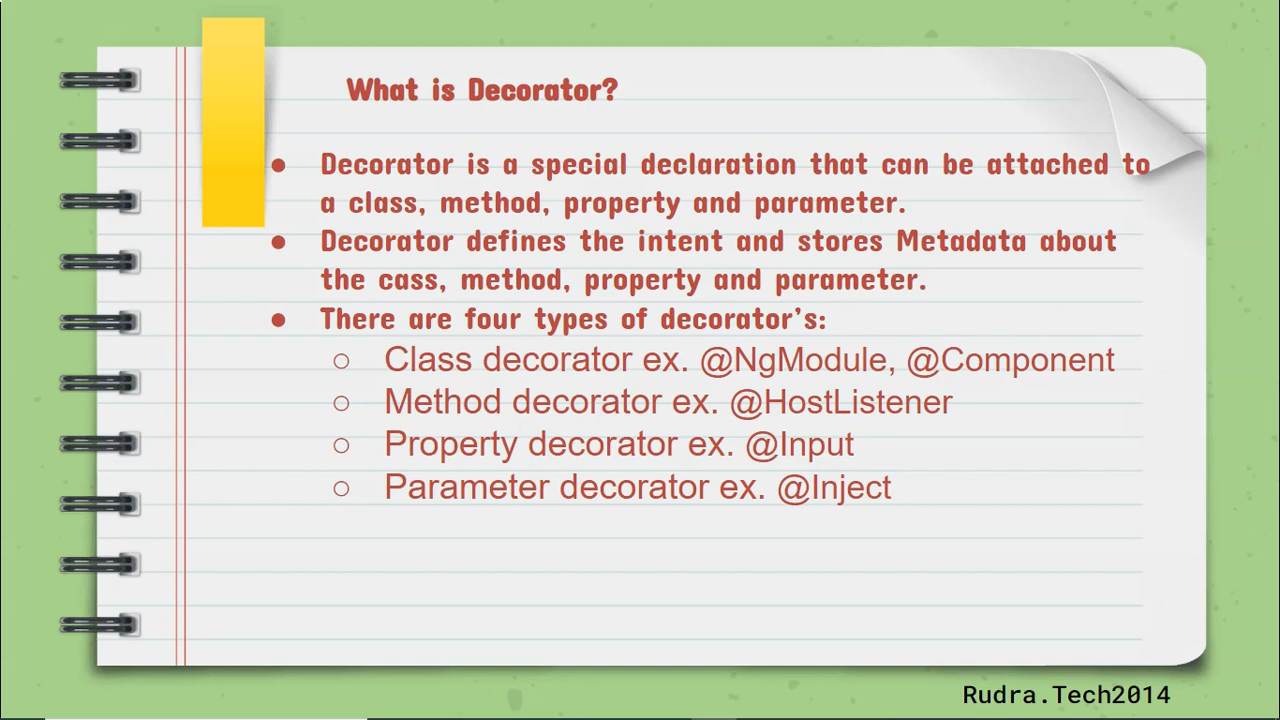 What is Decorator?
● Decorator is a special declaration that can be attached to
a class, method, property and parameter.
● Decorator defines the intent and stores Metadata about
the cass, method, property and parameter.
● There are four types of decorator’s:
○ Class decorator ex. @NgModule, @Component
○ Method decorator ex. @HostListener
○ Property decorator ex. @Input
○ Parameter decorator ex. @Inject
Rudra.Tech2014